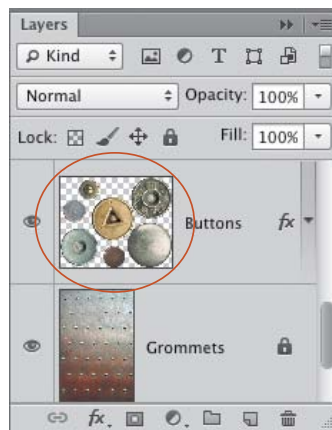 Layers
Kind T
Normal Opacity: 100%
Lock: Fill: 100%
Buttons fx
Grommets
fx.